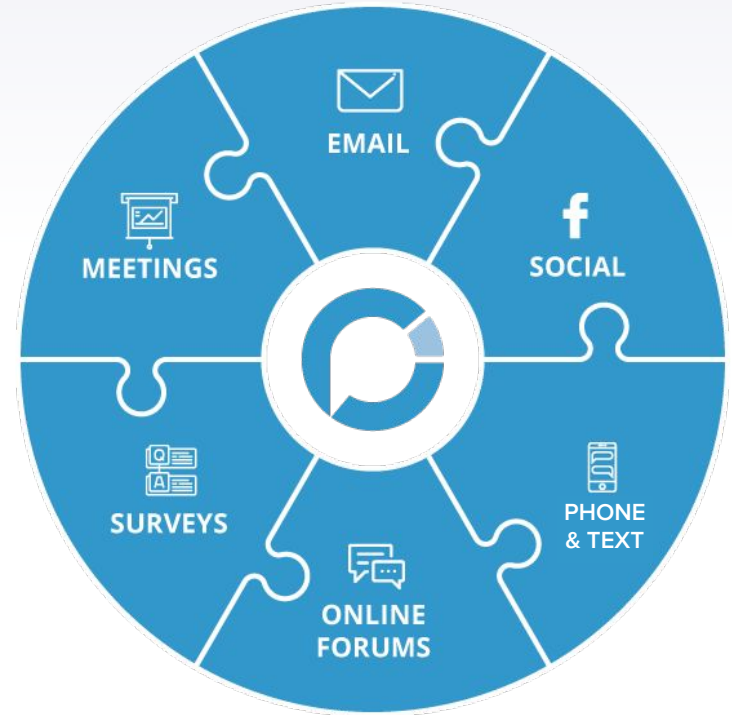 EMAIL
SOCIAL
PHONE
& TEXT
ONLINE
FORUMS
SURVEYS
Q
A
MEETINGS
f